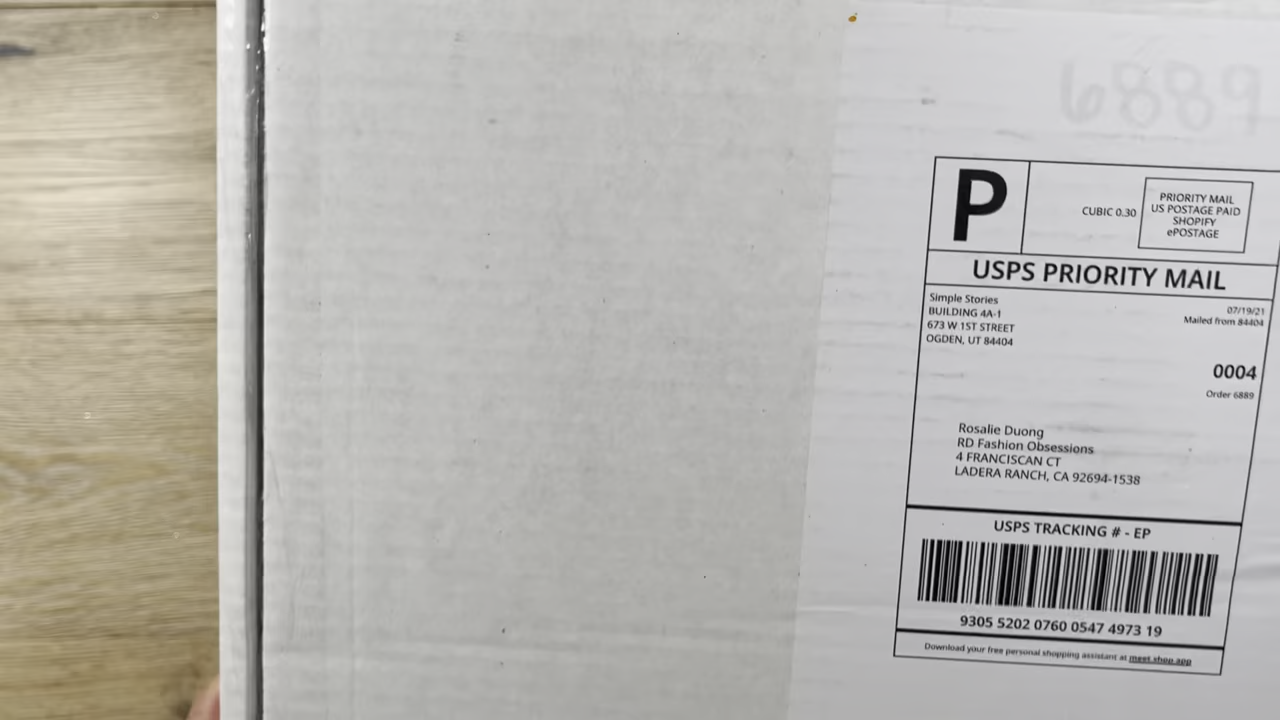 6889
P
CUBIC 0.30
PRIORITY MAIL
US POSTAGE PAID
SHOPIFY
ePOSTAGE
USPS PRIORITY MAIL
Simple Stories
BUILDING 4A-1
673 W 1ST STREET
OGDEN, UT 84404
07/19/21
Mailed from 84404
0004
Order 6889
Rosalie Duong
RD Fashion Obsessions
4 FRANCISCAN CT
LADERA RANCH, CA 92694-1538
USPS TRACKING # - EP
9305 5202 0760 0547 4973 19
Download your free personal shopping assistant at meet.shop.app